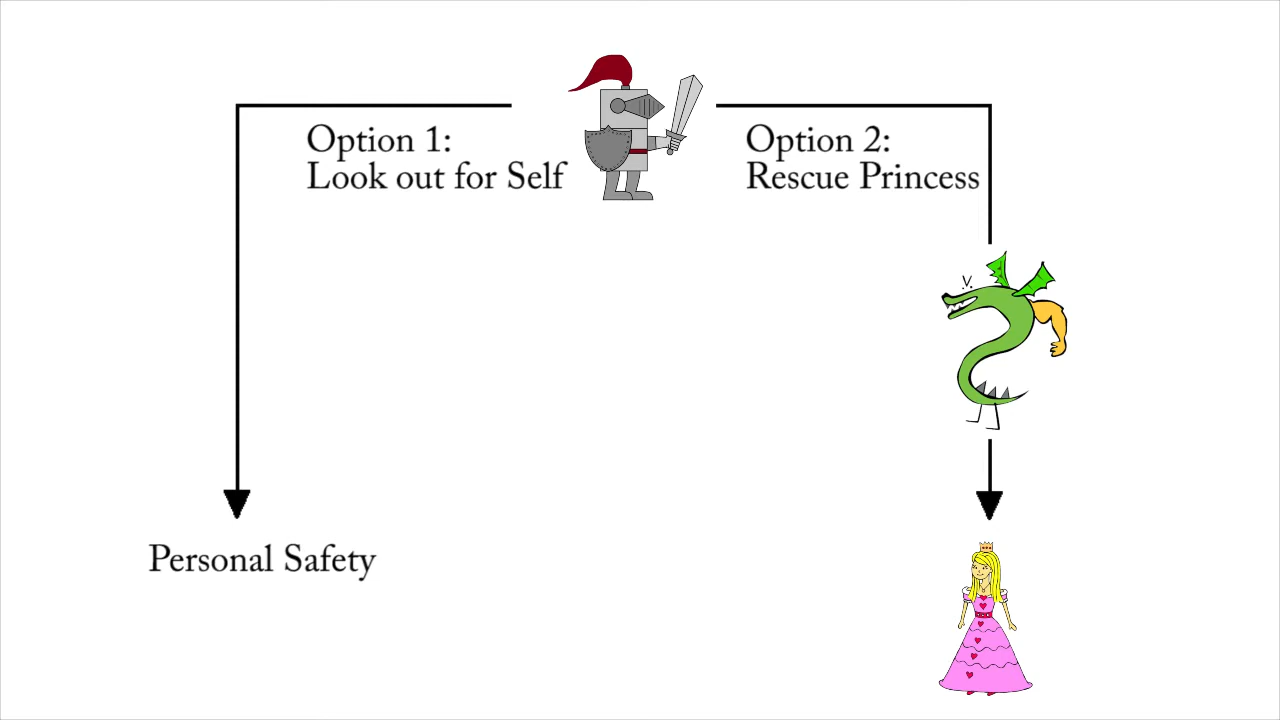 Option 1:
Look out for Self
Option 2:
Rescue Princess
Personal Safety